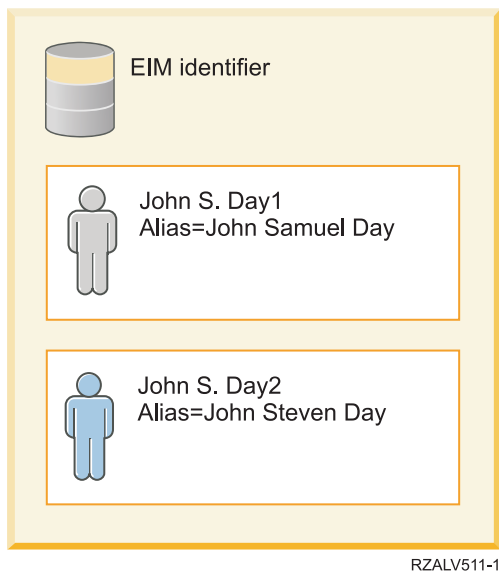 EIM identifier
John S. Day1
Alias=John Samuel Day
John S. Day2
Alias=John Steven Day
RZALV511-1